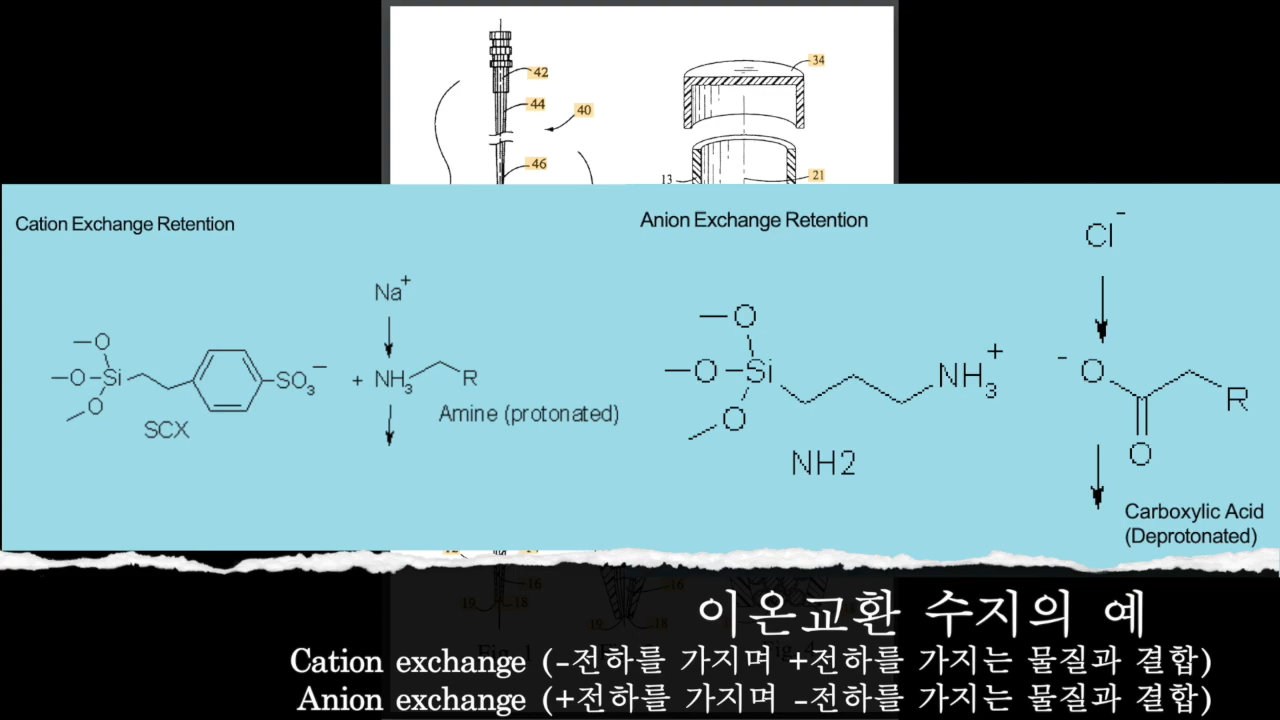 42
34
44
40
46
13
21
Cation Exchange Retention
Anion Exchange Retention
Cl⁻
Na⁺
O
O
Si
O
SO₃⁻
+ NH₃
R
SCX
Amine (protonated)
O
O
Si
O
NH₃⁺
NH2
⁻O
R
O
Carboxylic Acid
(Deprotonated)
16
19
18
16
19
18
이온교환 수지의 예
Cation exchange (-전하를 가지며 +전하를 가지는 물질과 결합)
Anion exchange (+전하를 가지며 -전하를 가지는 물질과 결합)